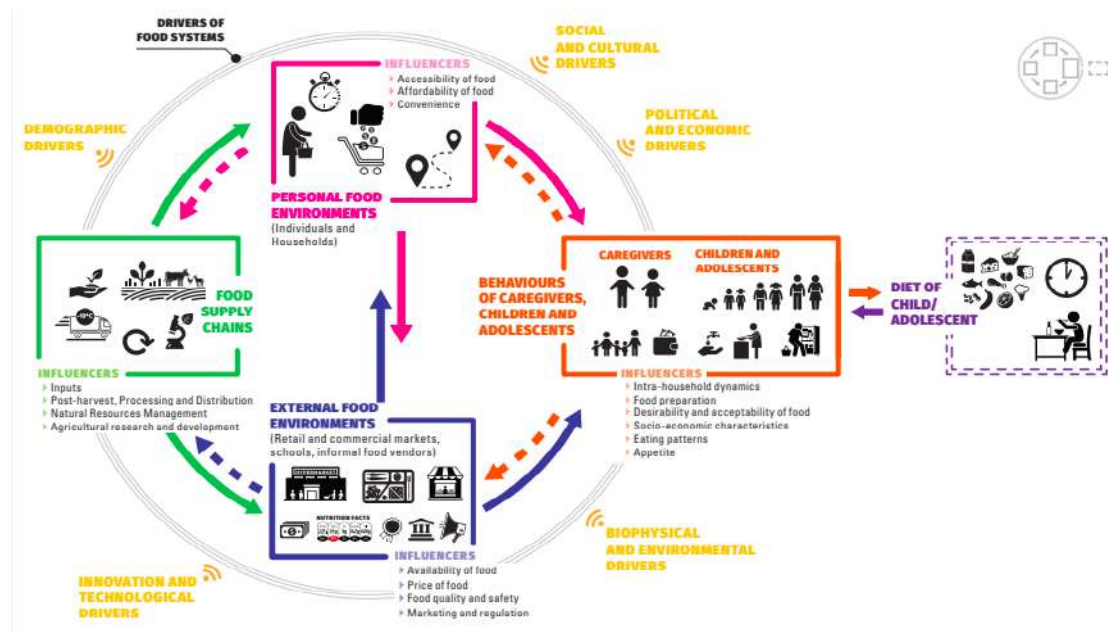 DRIVERS OF
FOOD SYSTEMS
SOCIAL
AND CULTURAL
DRIVERS
INFLUENCERS
Accessibility of food
Affordability of food
Convenience
DEMOGRAPHIC
DRIVERS
POLITICAL
AND ECONOMIC
DRIVERS
PERSONAL FOOD
ENVIRONMENTS
(Individuals and
Households)
-10°C
FOOD
SUPPLY
CHAINS
INFLUENCERS
Inputs
Post-harvest, Processing and Distribution
Natural Resources Management
Agricultural research and development
CAREGIVERS
CHILDREN AND
ADOLESCENTS
BEHAVIOURS
OF CAREGIVERS,
CHILDREN AND
ADOLESCENTS
INFLUENCERS
Intra-household dynamics
Food preparation
Desirability and acceptability of food
Socio-economic characteristics
Eating patterns
Appetite
DIET OF
CHILD/
ADOLESCENT
EXTERNAL FOOD
ENVIRONMENTS
(Retail and commercial markets,
schools, informal food vendors)
SUPERMARKET
NUTRITION FACTS
INFLUENCERS
Availability of food
Price of food
Food quality and safety
Marketing and regulation
BIOPHYSICAL
AND ENVIRONMENTAL
DRIVERS
INNOVATION AND
TECHNOLOGICAL
DRIVERS